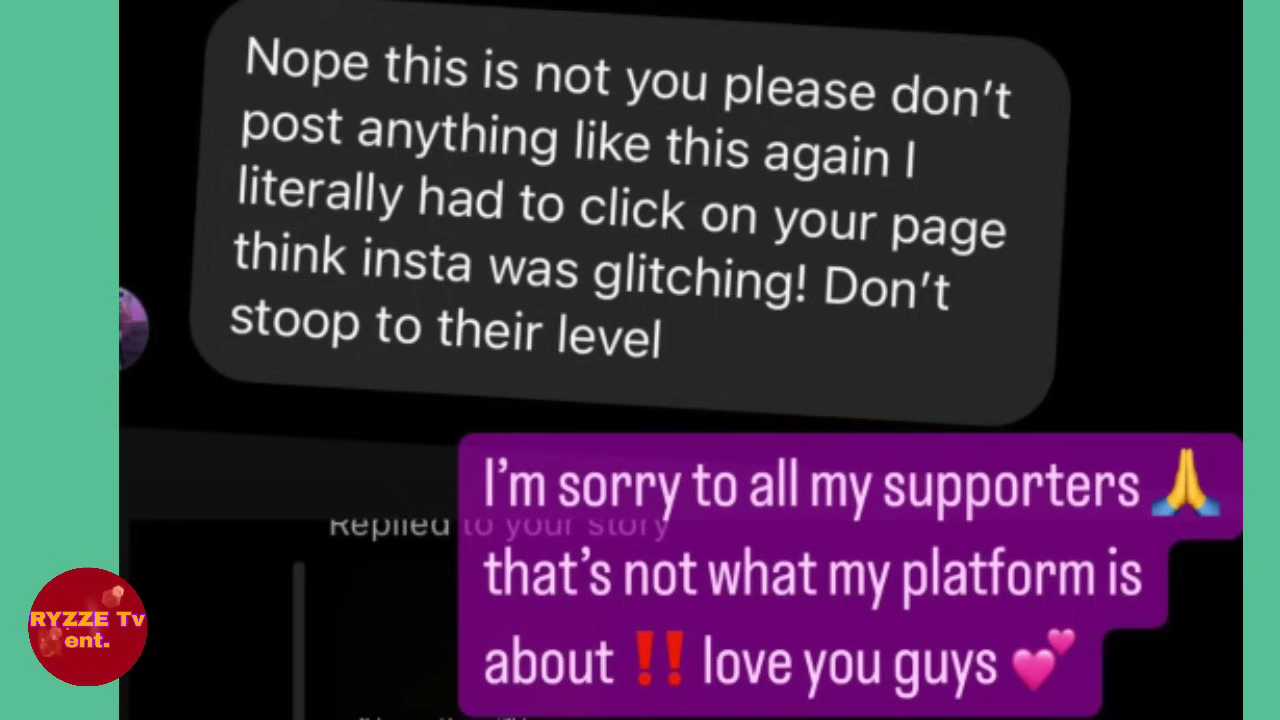 Nope this is not you please don't
post anything like this again I
literally had to click on your page
think insta was glitching! Don't
stoop to their level
I'm sorry to all my supporters 🙏
Replied to your story
that's not what my platform is
about ‼️ love you guys 💕
RYZZE Tv
ent.